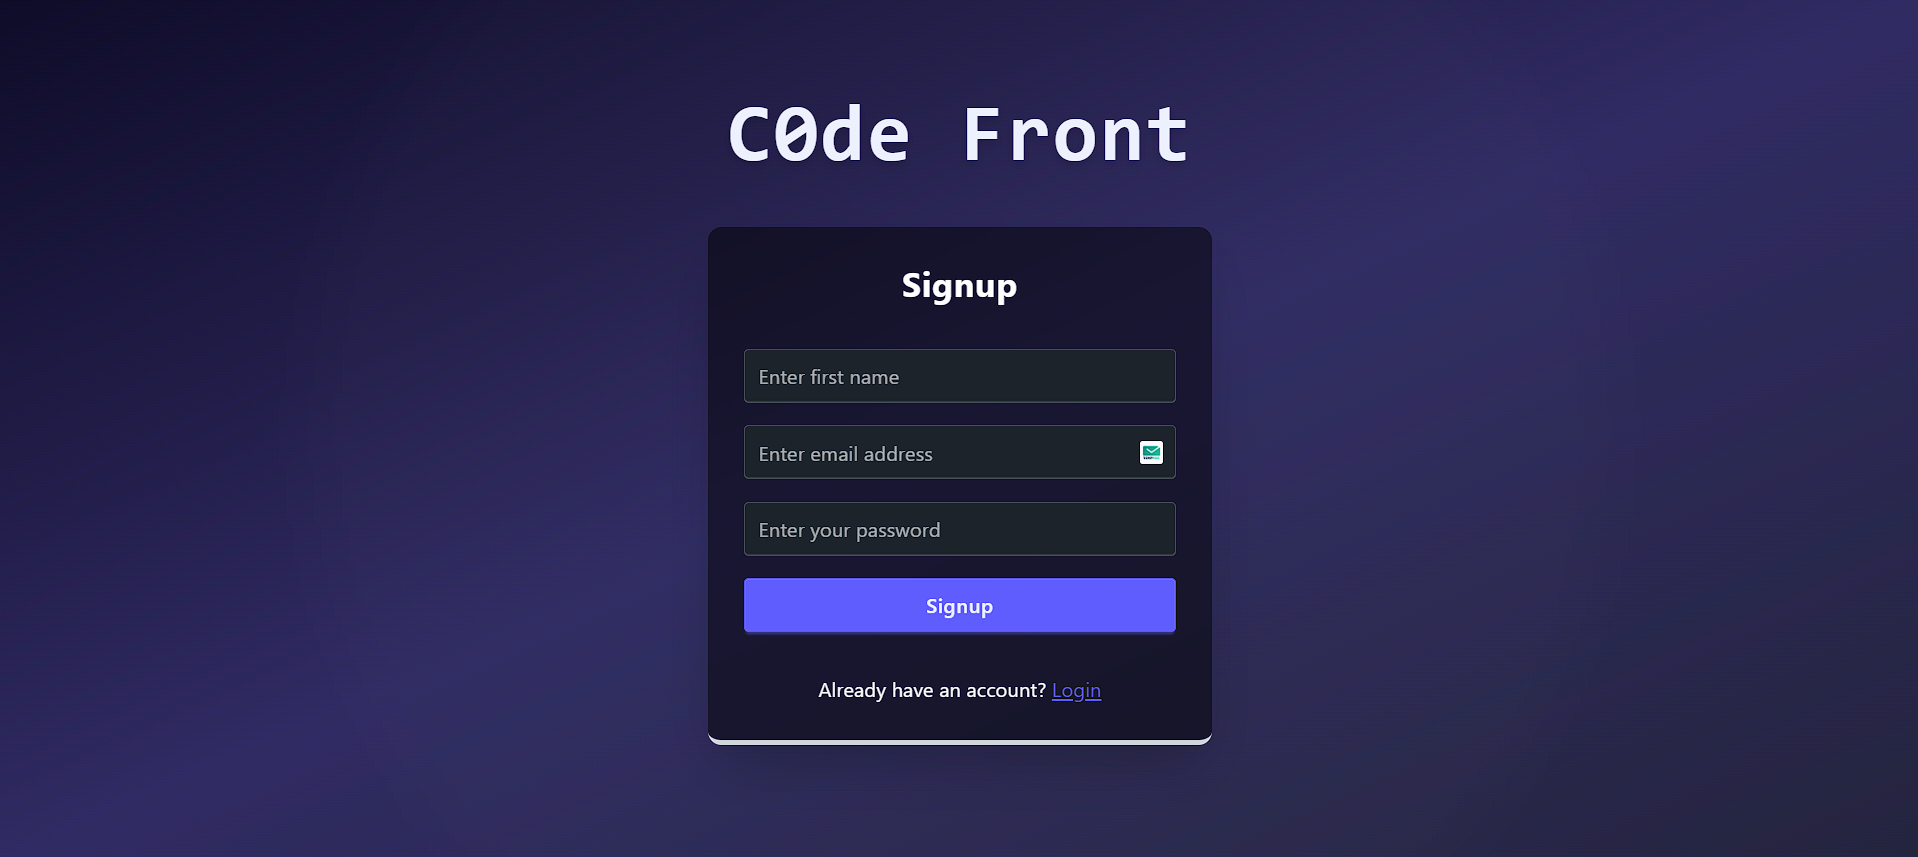 C0de Front
Signup
Enter first name
Enter email address
Enter your password
Signup
Already have an account? Login